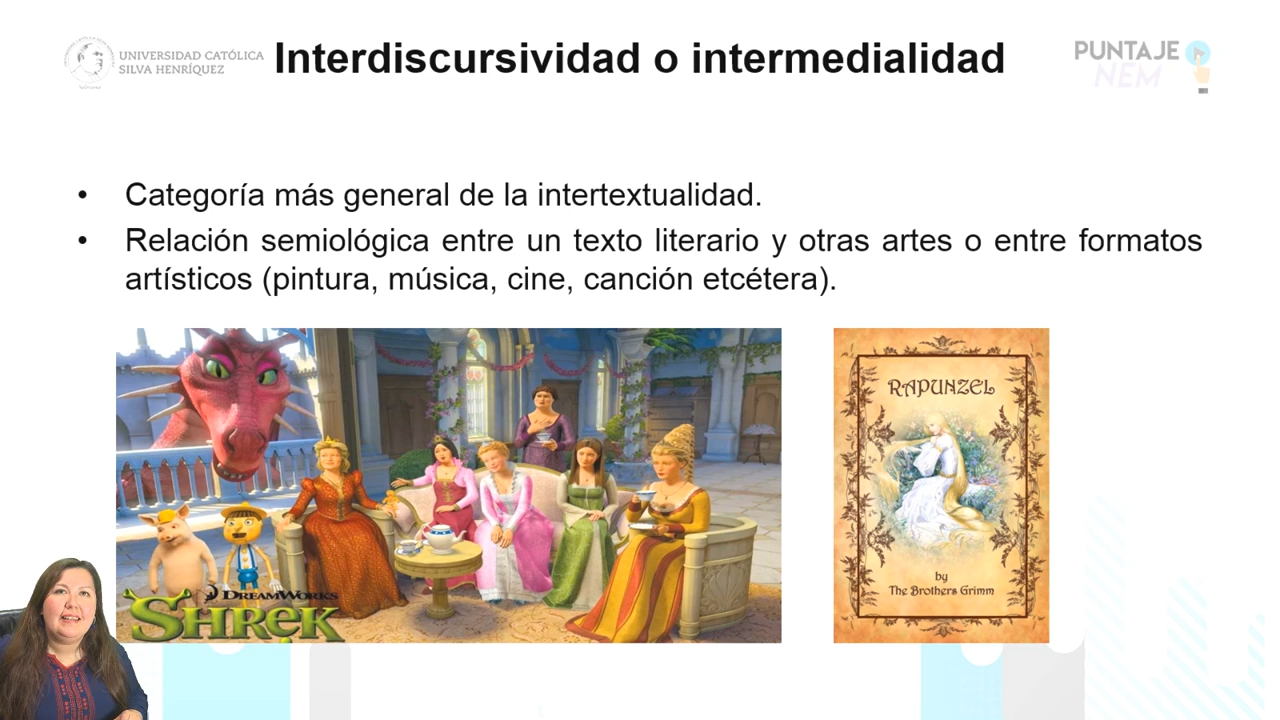 UNIVERSIDAD CATÓLICA
SILVA HENRÍQUEZ
Interdiscursividad o intermedialidad
PUNTAJE
NEM
• Categoría más general de la intertextualidad.
• Relación semiológica entre un texto literario y otras artes o entre formatos
artísticos (pintura, música, cine, canción etcétera).
DREAMWORKS
SHREK
RAPUNZEL
by
The Brothers Grimm